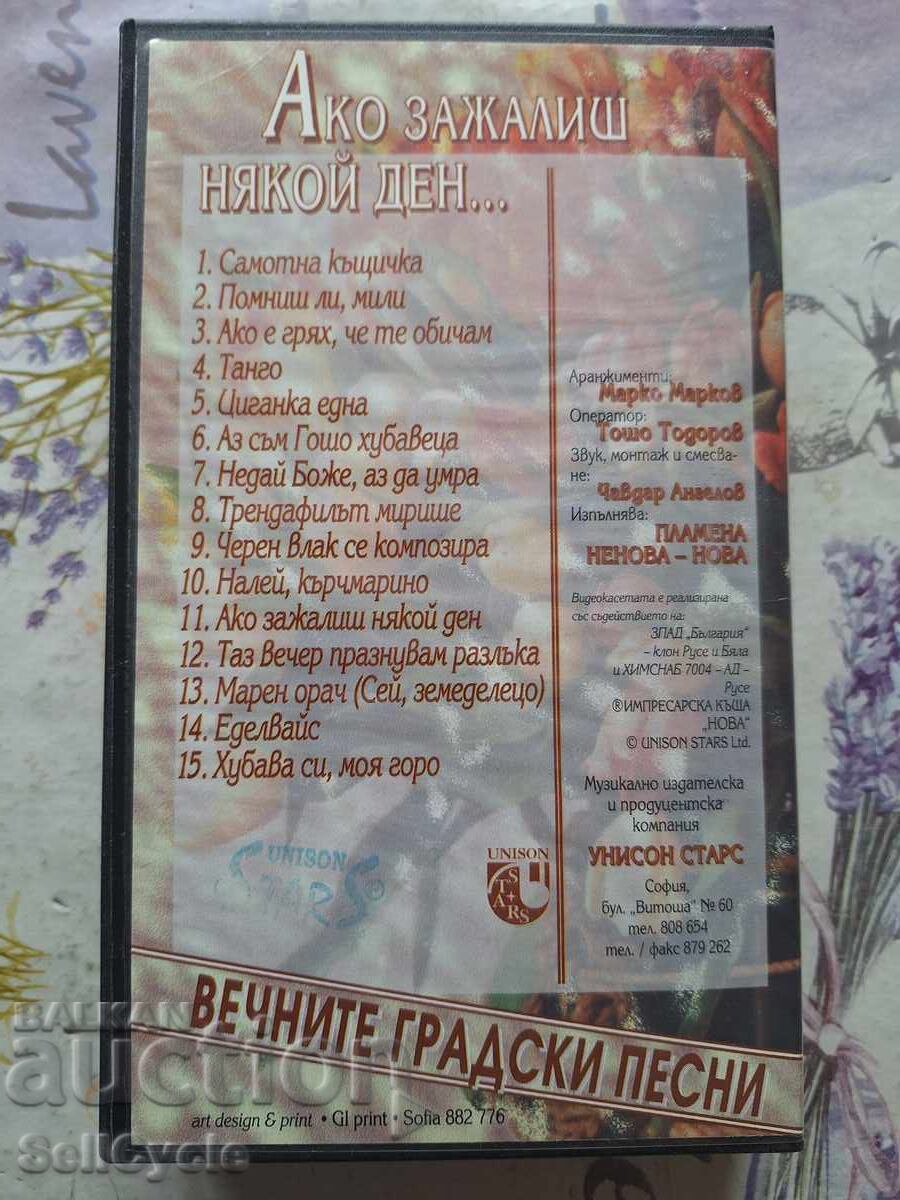 Laven
АКО ЗАЖАЛИШ
НЯКОЙ ДЕН...
1. Самотна къщичка
2. Помниш ли, мили
3. Ако е грях, че те обичам
4. Танго
5. Циганка една
6. Аз съм Гошо хубавеца
7. Недай Боже, аз да умра
8. Трендафилът мирише
9. Черен влак се композира
10. Налей, кърчмарино
11. Ако зажалиш някой ден
12. Таз вечер празнувам разлъка
13. Марен орач (Сей, земеделецо)
14. Еделвайс
15. Хубава си, моя горо
Аранжименти:
Марко Марков
Оператор:
Тошо Тодоров
Звук, монтаж и смесва-
не:
Чавдар Ангелов
Изпълнява:
ПЛАМЕНА
НЕНОВА – НОВА
Видеокасетата е реализирана
със съдействието на:
ЗПАД „България“
– клон Русе и Бяла
и ХИМСНАБ 7004 – АД –
Русе
® ИМПРЕСАРСКА КЪЩА
„НОВА“
© UNISON STARS Ltd.
Музикално издателска
и продуцентска
компания
УНИСОН СТАРС
София,
бул. „Витоша“ № 60
тел. 808 654
тел. / факс 879 262
UNISON
STARS
UNISON
STARS
ВЕЧНИТЕ ГРАДСКИ ПЕСНИ
art design & print • GI print • Sofia 882 776
BALKAN
auction
SellCycle